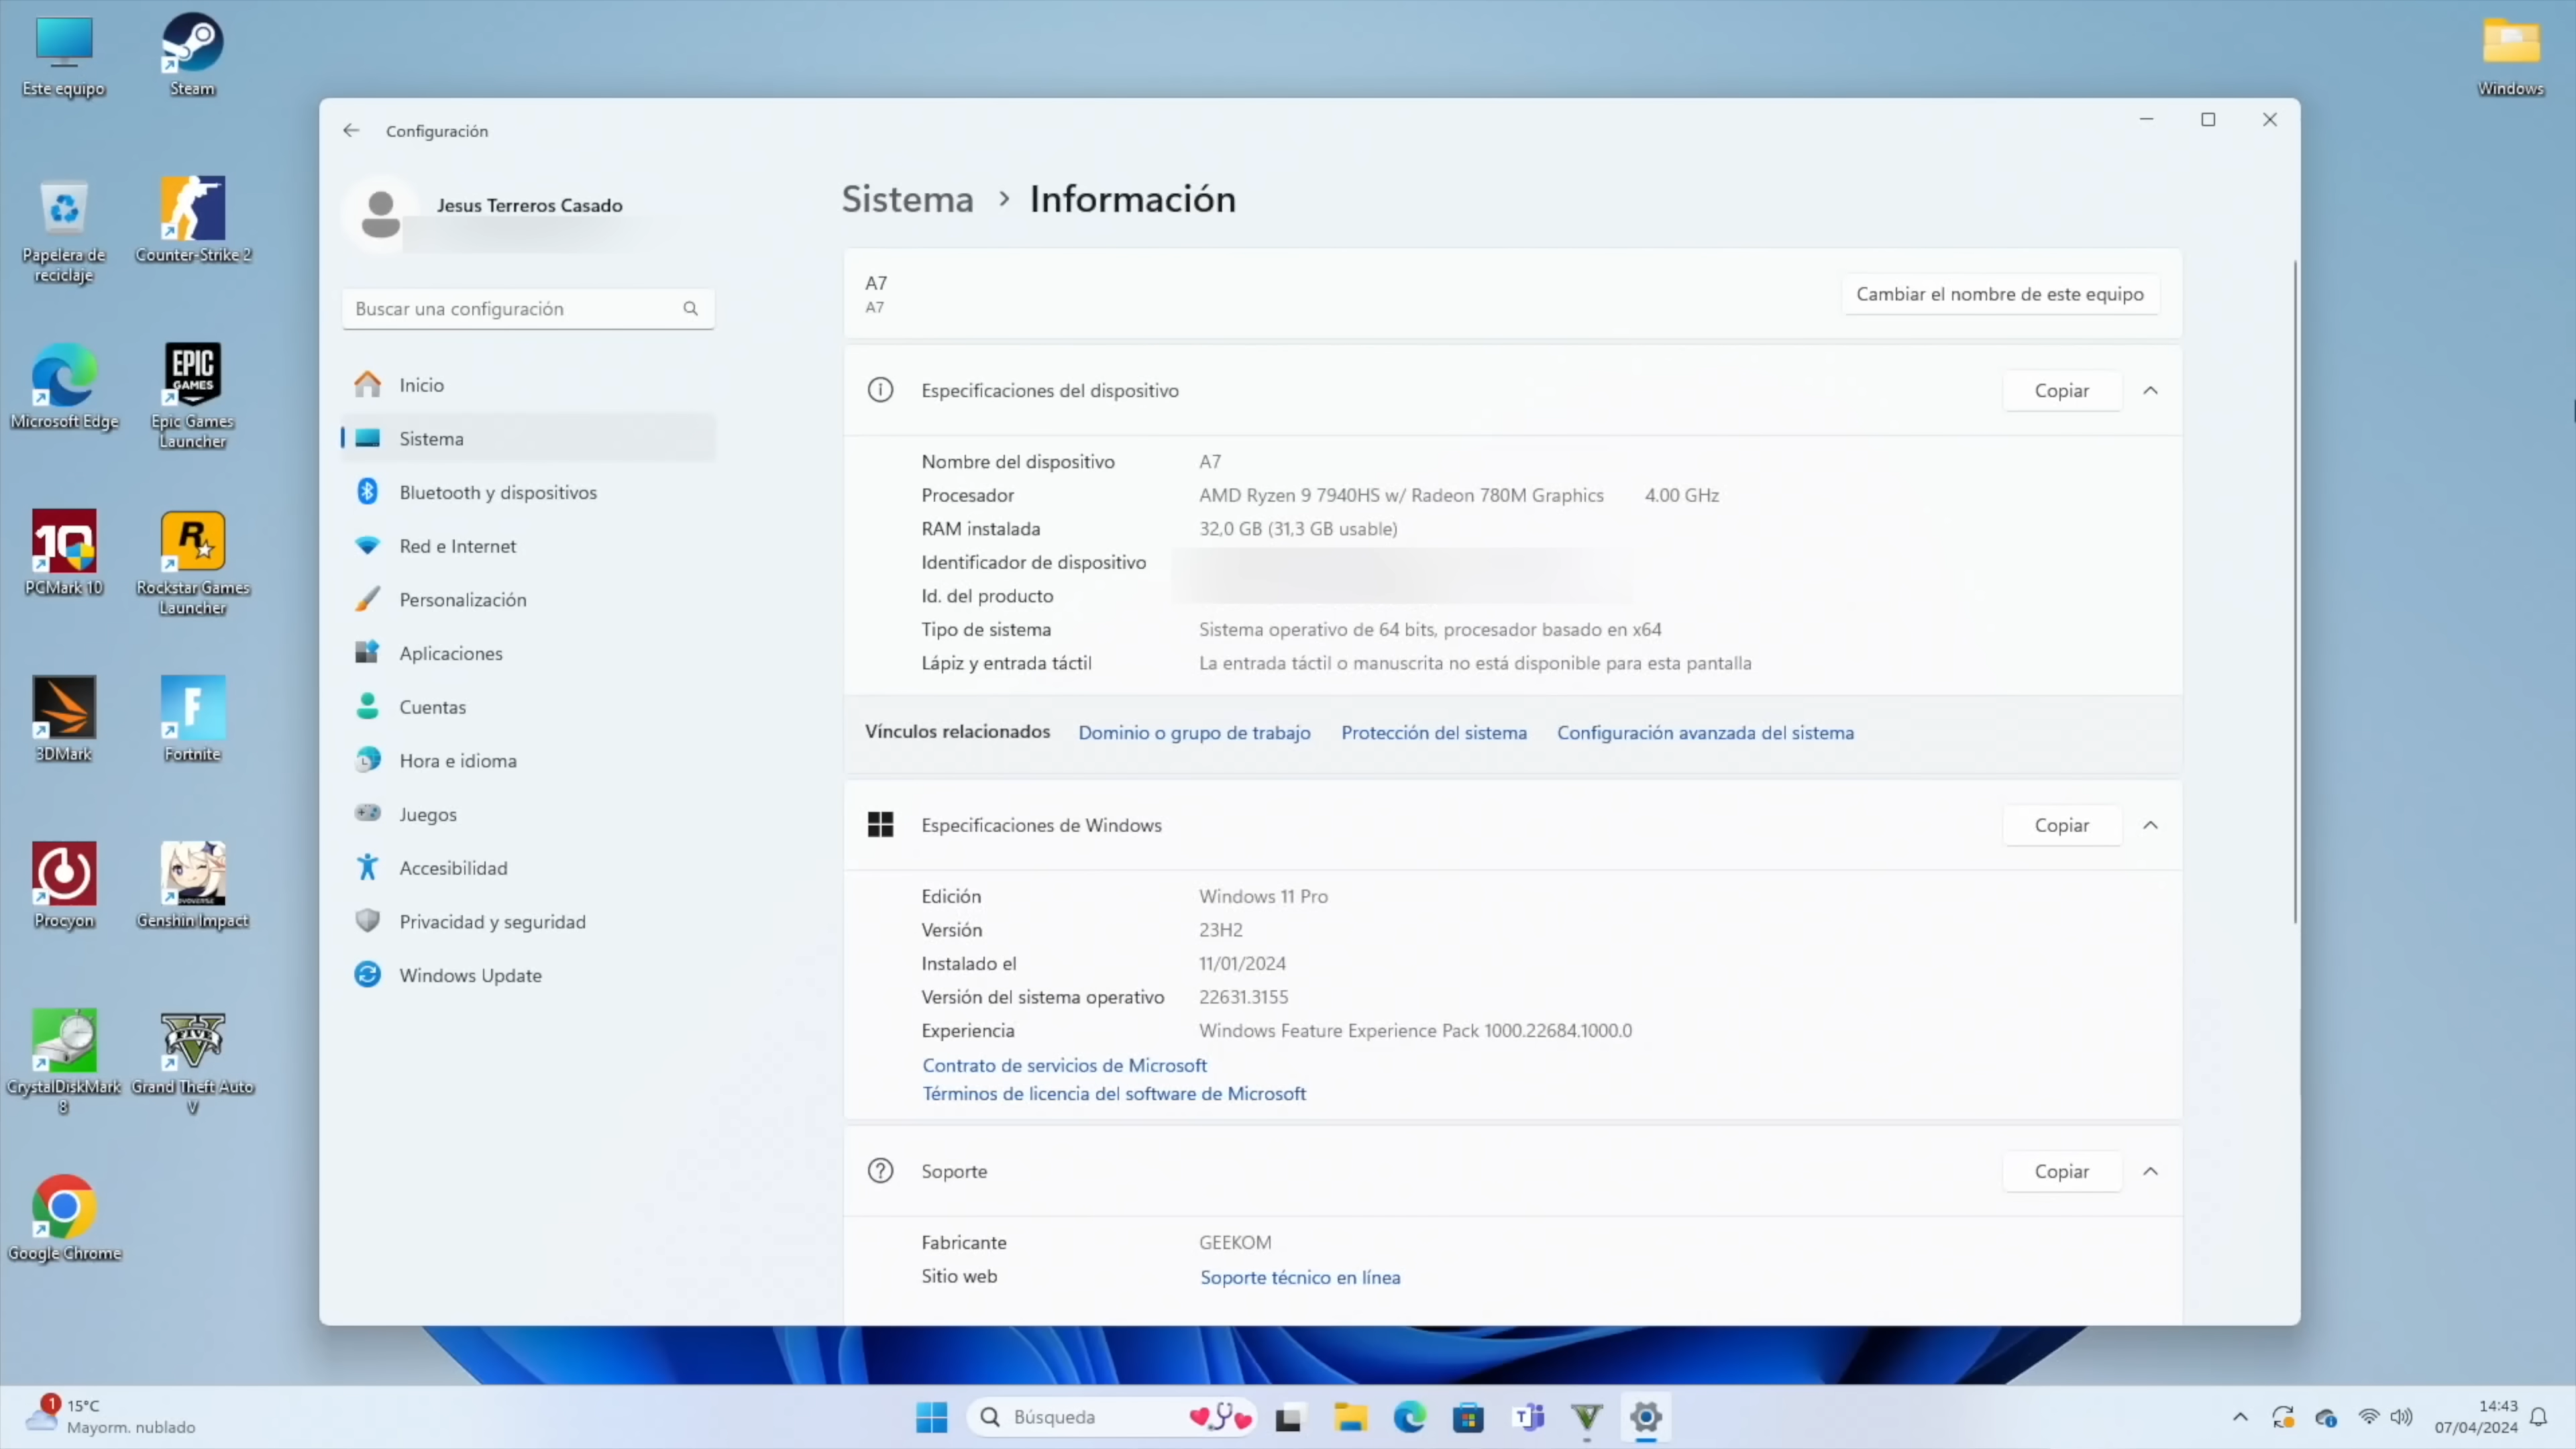 Este equipo
Steam
Windows
Papelera de
reciclaje
Counter-Strike 2
Microsoft Edge
EPIC
GAMES
Epic Games
Launcher
10
PCMark 10
R
Rockstar Games
Launcher
3DMark
F
Fortnite
Procyon
Genshin Impact
CrystalDiskMark
8
V
FIVE
Grand Theft Auto
V
Google Chrome
Configuración
Jesus Terreros Casado
Buscar una configuración
Inicio
Sistema
Bluetooth y dispositivos
Red e Internet
Personalización
Aplicaciones
Cuentas
Hora e idioma
Juegos
Accesibilidad
Privacidad y seguridad
Windows Update
Sistema > Información
A7
A7
Cambiar el nombre de este equipo
Especificaciones del dispositivo
Copiar
Nombre del dispositivo A7
Procesador AMD Ryzen 9 7940HS w/ Radeon 780M Graphics 4.00 GHz
RAM instalada 32,0 GB (31,3 GB usable)
Identificador de dispositivo
Id. del producto
Tipo de sistema Sistema operativo de 64 bits, procesador basado en x64
Lápiz y entrada táctil La entrada táctil o manuscrita no está disponible para esta pantalla
Vínculos relacionados Dominio o grupo de trabajo Protección del sistema Configuración avanzada del sistema
Especificaciones de Windows
Copiar
Edición Windows 11 Pro
Versión 23H2
Instalado el 11/01/2024
Versión del sistema operativo 22631.3155
Experiencia Windows Feature Experience Pack 1000.22684.1000.0
Contrato de servicios de Microsoft
Términos de licencia del software de Microsoft
Soporte
Copiar
Fabricante GEEKOM
Sitio web Soporte técnico en línea
1
15°C
Mayorm. nublado
Búsqueda
14:43
07/04/2024